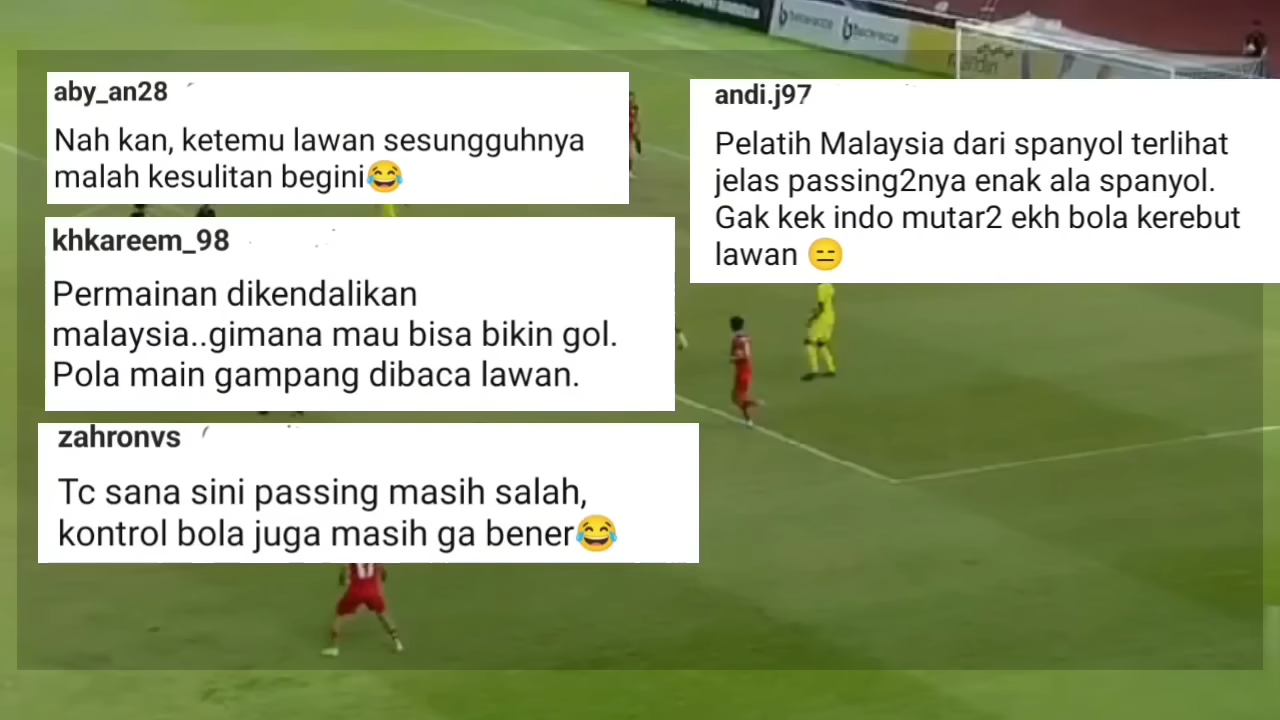 aby_an28
Nah kan, ketemu lawan sesungguhnya
malah kesulitan begini😂
khkareem_98
Permainan dikendalikan
malaysia..gimana mau bisa bikin gol.
Pola main gampang dibaca lawan.
zahronvs
Tc sana sini passing masih salah,
kontrol bola juga masih ga bener😂
andi.j97
Pelatih Malaysia dari spanyol terlihat
jelas passing2nya enak ala spanyol.
Gak kek indo mutar2 ekh bola kerebut
lawan 😑
mandiri
17